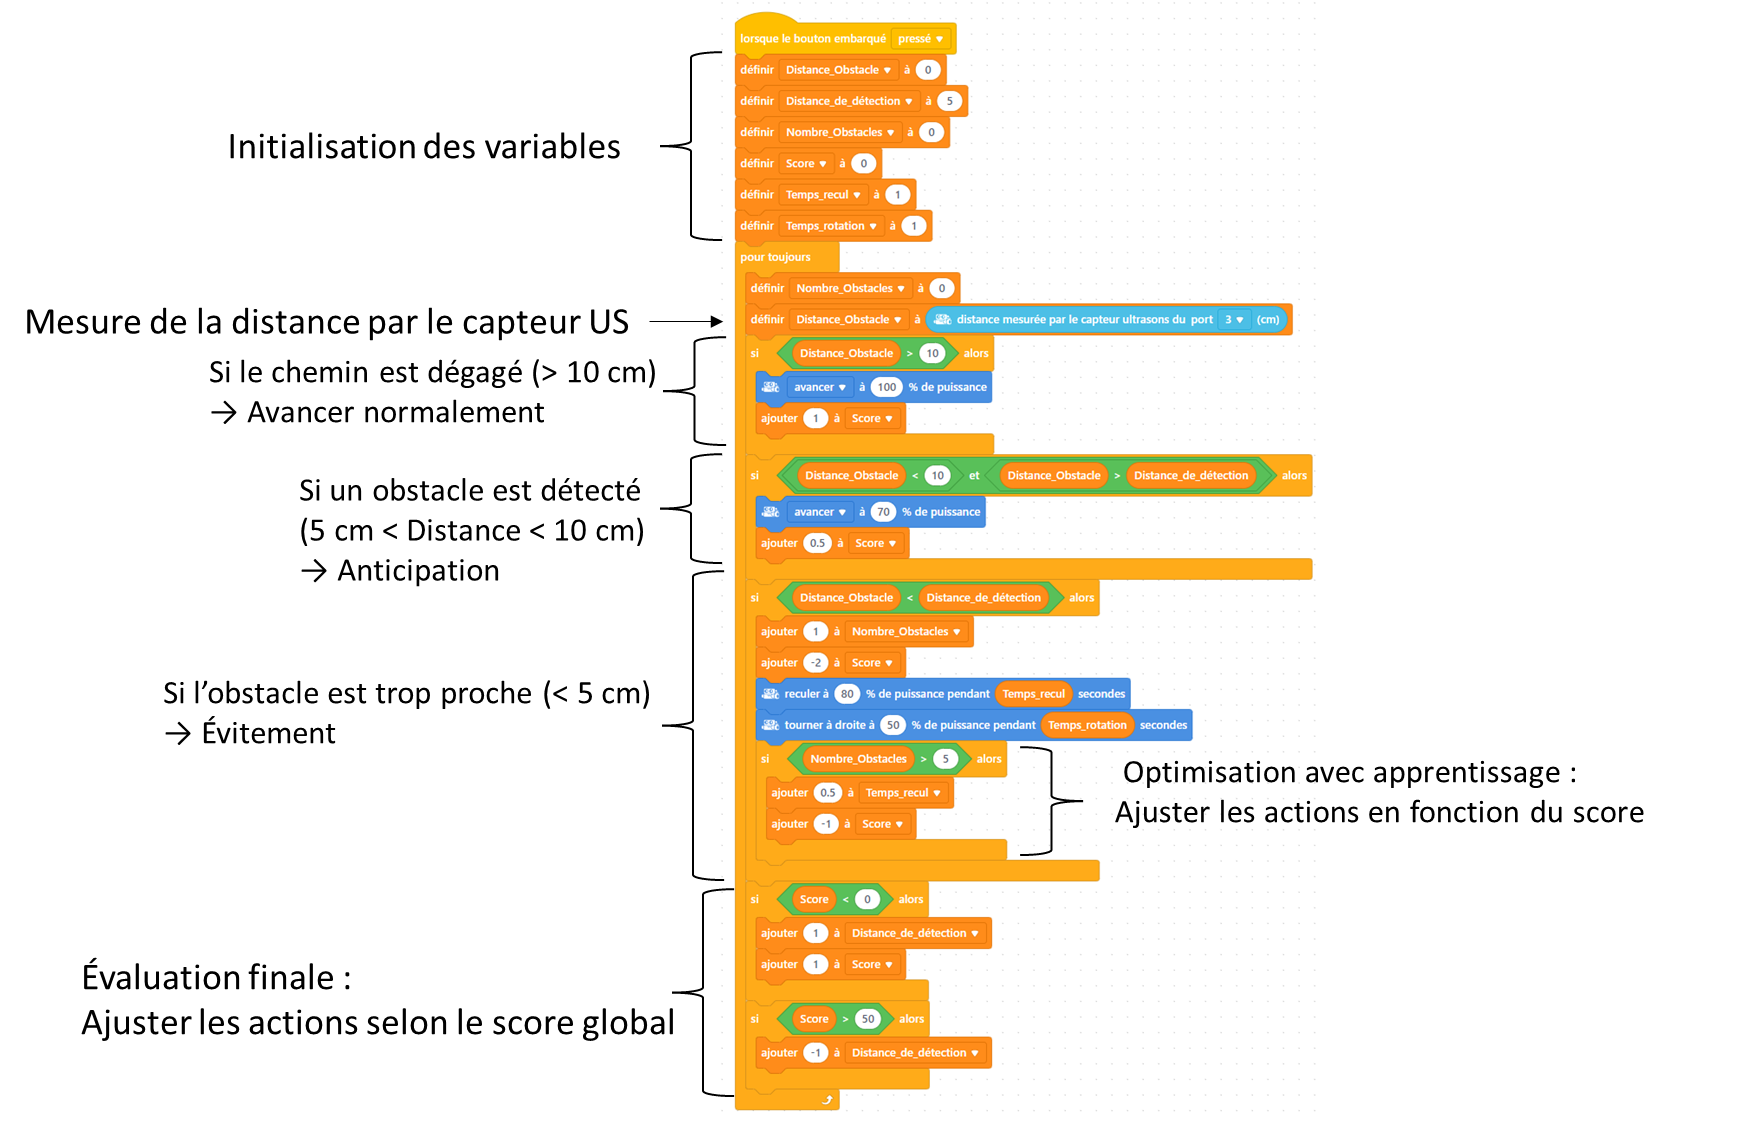 lorsque le bouton embarqué pressé
définir Distance_Obstacle à 0
définir Distance_de_détection à 5
Initialisation des variables
définir Nombre_Obstacles à 0
définir Score à 0
définir Temps_recul à 1
définir Temps_rotation à 1
pour toujours
définir Nombre_Obstacles à 0
Mesure de la distance par le capteur US
définir Distance_Obstacle à distance mesurée par le capteur ultrasons du port 3 (cm)
Si le chemin est dégagé (> 10 cm)
→ Avancer normalement
si Distance_Obstacle > 10 alors
avancer à 100 % de puissance
ajouter 1 à Score
Si un obstacle est détecté
(5 cm < Distance < 10 cm)
→ Anticipation
si Distance_Obstacle < 10 et Distance_Obstacle > Distance_de_détection alors
avancer à 70 % de puissance
ajouter 0.5 à Score
Si l’obstacle est trop proche (< 5 cm)
→ Évitement
si Distance_Obstacle < Distance_de_détection alors
ajouter 1 à Nombre_Obstacles
ajouter -2 à Score
reculer à 80 % de puissance pendant Temps_recul secondes
tourner à droite à 50 % de puissance pendant Temps_rotation secondes
si Nombre_Obstacles > 5 alors
ajouter 0.5 à Temps_recul
ajouter -1 à Score
Optimisation avec apprentissage :
Ajuster les actions en fonction du score
Évaluation finale :
Ajuster les actions selon le score global
si Score < 0 alors
ajouter 1 à Distance_de_détection
ajouter 1 à Score
si Score > 50 alors
ajouter -1 à Distance_de_détection